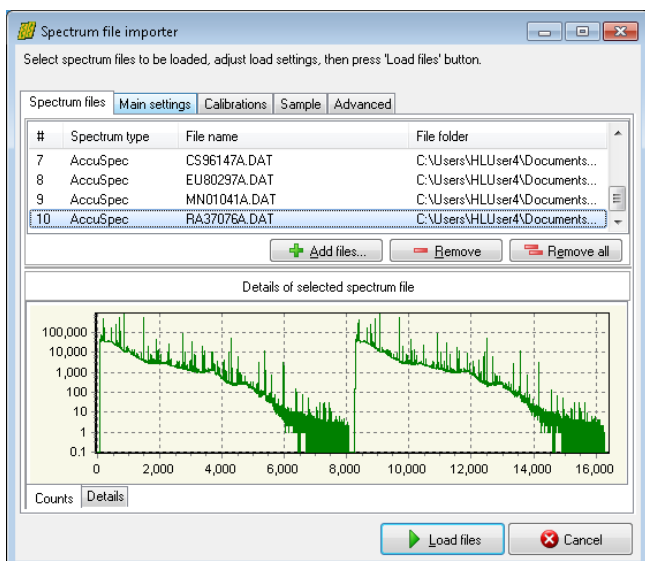 Spectrum file importer
Select spectrum files to be loaded, adjust load settings, then press 'Load files' button.
Spectrum files Main settings Calibrations Sample Advanced
# Spectrum type File name File folder
7 AccuSpec CS96147A.DAT C:\Users\HLUser4\Documents...
8 AccuSpec EU80297A.DAT C:\Users\HLUser4\Documents...
9 AccuSpec MN01041A.DAT C:\Users\HLUser4\Documents...
10 AccuSpec RA37076A.DAT C:\Users\HLUser4\Documents...
Add files... Remove Remove all
Details of selected spectrum file
100,000
10,000
1,000
100
10
1
0.1
0 2,000 4,000 6,000 8,000 10,000 12,000 14,000 16,000
Counts Details
Load files Cancel